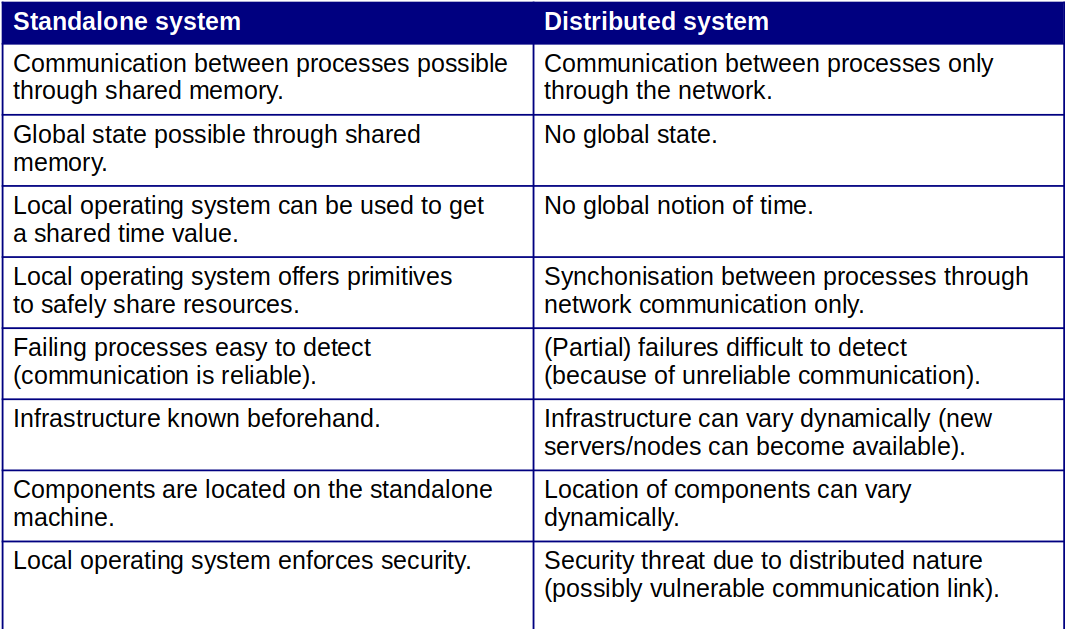 Standalone system
Distributed system
Communication between processes possible
through shared memory.
Communication between processes only
through the network.
Global state possible through shared
memory.
No global state.
Local operating system can be used to get
a shared time value.
No global notion of time.
Local operating system offers primitives
to safely share resources.
Synchonisation between processes through
network communication only.
Failing processes easy to detect
(communication is reliable).
(Partial) failures difficult to detect
(because of unreliable communication).
Infrastructure known beforehand.
Infrastructure can vary dynamically (new
servers/nodes can become available).
Components are located on the standalone
machine.
Location of components can vary
dynamically.
Local operating system enforces security.
Security threat due to distributed nature
(possibly vulnerable communication link).